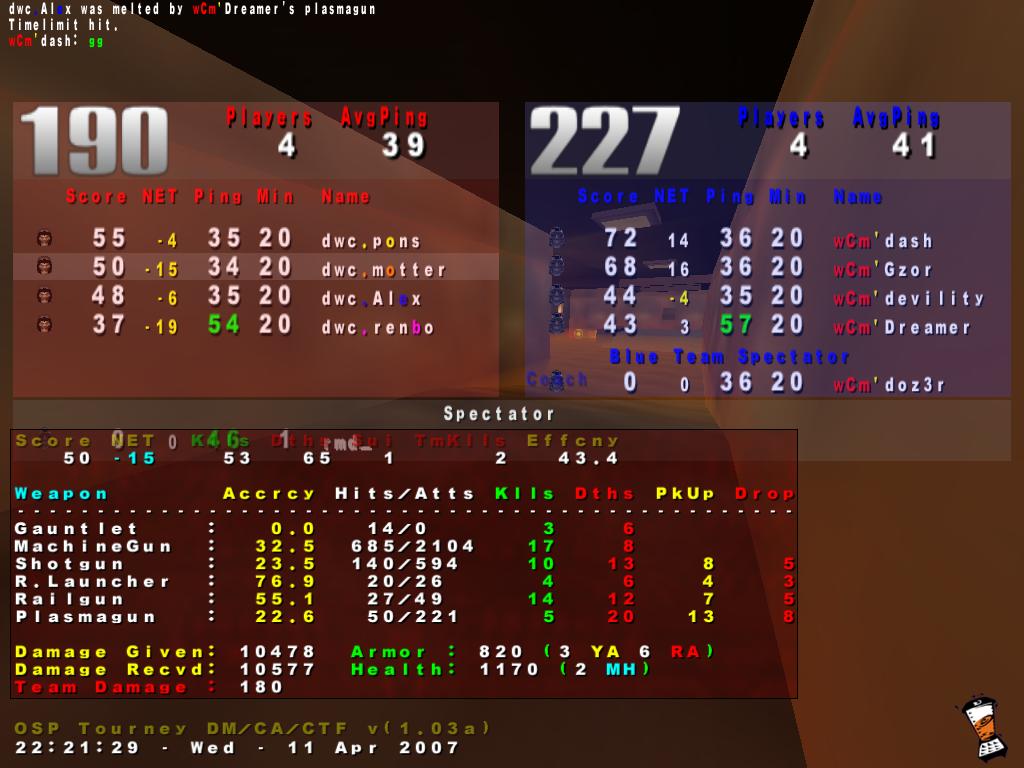 dwc.Alex was melted by wCm'Dreamer's plasmagun
Timelimit hit.
wCm'dash: gg
190 Players AvgPing
4 39
Score NET Ping Min Name
55 -4 35 20 dwc.pons
50 -15 34 20 dwc.motter
48 -6 35 20 dwc.Alex
37 -19 54 20 dwc.renbo
227 Players AvgPing
4 41
Score NET Ping Min Name
72 14 36 20 wCm'dash
68 16 36 20 wCm'Gzor
44 -4 35 20 wCm'devility
43 3 57 20 wCm'Dreamer
Blue Team Spectator
Coach 0 0 36 20 wCm'doz3r
Spectator
0 0 46 1 rmd_
Score NET Kills Dths Sui TmKlls Effcny
50 -15 53 65 1 2 43.4
Weapon Accrcy Hits/Atts Klls Dths PkUp Drop
Gauntlet : 0.0 14/0 3 6
MachineGun : 32.5 685/2104 17 8
Shotgun : 23.5 140/594 10 13 8 5
R.Launcher : 76.9 20/26 4 6 4 3
Railgun : 55.1 27/49 14 12 7 5
Plasmagun : 22.6 50/221 5 20 13 8
Damage Given: 10478 Armor : 820 (3 YA 6 RA)
Damage Recvd: 10577 Health: 1170 (2 MH)
Team Damage : 180
OSP Tourney DM/CA/CTF v(1.03a)
22:21:29 - Wed - 11 Apr 2007